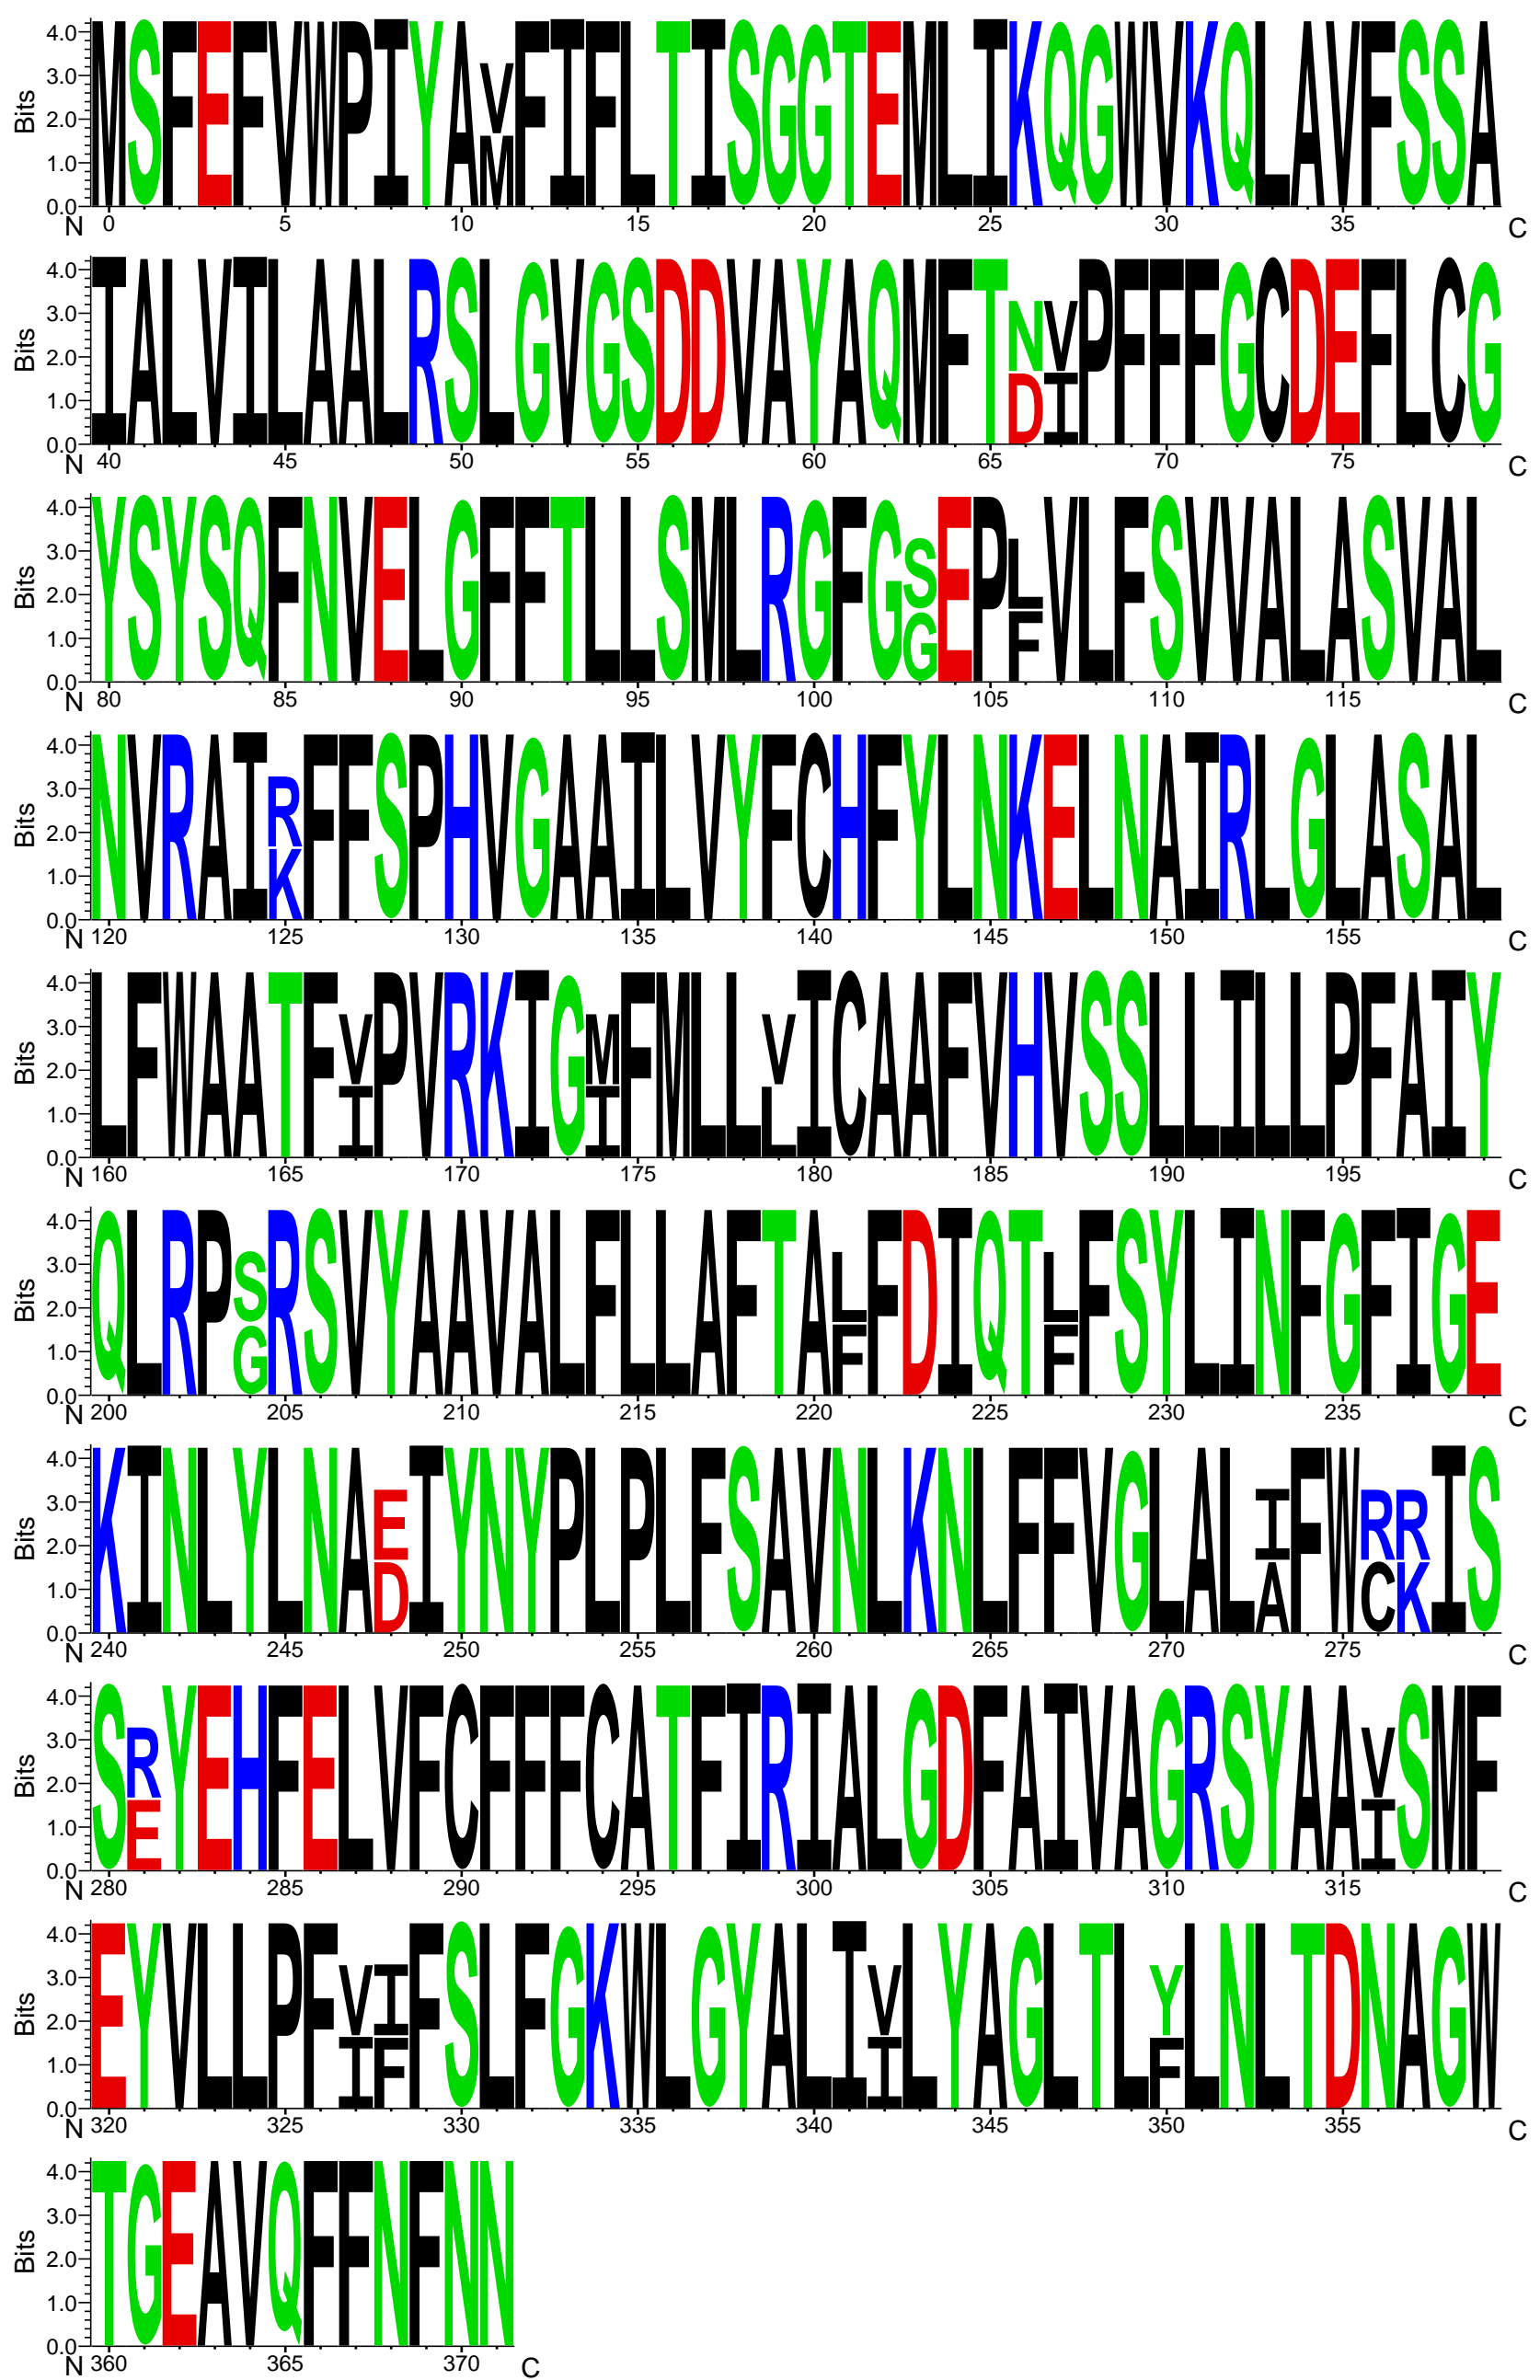 Bits
4.0
3.0
2.0
1.0
0.0
MSFEFVWPIYAVFIFLTISGGTEMLIKQGWVKQLAVFSSA
M
N 0 5 10 15 20 25 30 35 C
Bits
4.0
3.0
2.0
1.0
0.0
IALVILAALRSLGVGSDDVAYAQMFTNVPFFFGCDEFLCG
DI
N 40 45 50 55 60 65 70 75 C
Bits
4.0
3.0
2.0
1.0
0.0
YSYSQFNVELGFFTLLSMLRGFGSEPLVLFSVVALASVAL
G F
N 80 85 90 95 100 105 110 115 C
Bits
4.0
3.0
2.0
1.0
0.0
NVRAIRFFSPHVGAAILVYFCHFYLNKELNAIRLGLASAL
K
N 120 125 130 135 140 145 150 155 C
Bits
4.0
3.0
2.0
1.0
0.0
LFWAATFVPVRKIGMFMLLVICAAFVHVSSLLILLPFAIY
I I L
N 160 165 170 175 180 185 190 195 C
Bits
4.0
3.0
2.0
1.0
0.0
QLRPSRSVYAAVALFLLAFTALFDIQTLFSYLINFGFIGE
G F F
N 200 205 210 215 220 225 230 235 C
Bits
4.0
3.0
2.0
1.0
0.0
KINLYLNAEIYNYPLPLFSAVNLKNLFFVGLALIFWRRIS
D A CK
N 240 245 250 255 260 265 270 275 C
Bits
4.0
3.0
2.0
1.0
0.0
SRYEHFELVFCFFFCATFIRIALGDFAIVAGRSYAAVSMF
E I
N 280 285 290 295 300 305 310 315 C
Bits
4.0
3.0
2.0
1.0
0.0
EYVLLPFVIFSLFGKWLGYALIVLYAGLTLYLNLTDNAGW
IF I F
N 320 325 330 335 340 345 350 355 C
Bits
4.0
3.0
2.0
1.0
0.0
TGEAVQFFNFNN
N 360 365 370 C